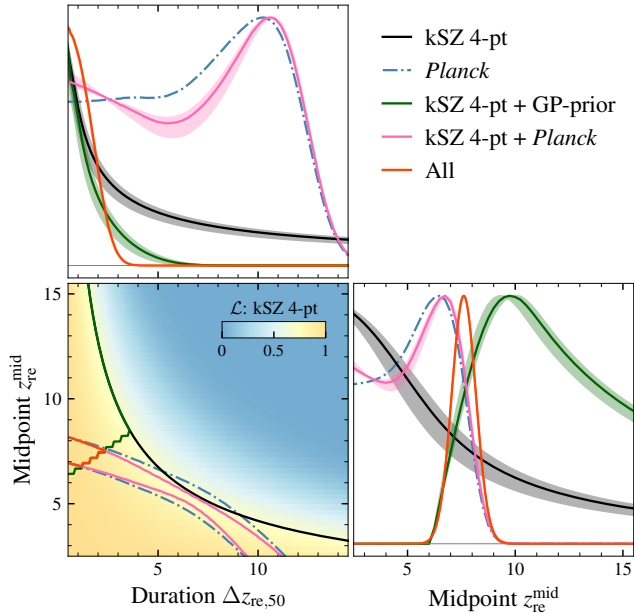 kSZ 4-pt
Planck
kSZ 4-pt + GP-prior
kSZ 4-pt + Planck
All
15
10
5
Midpoint z_re^mid
ℒ: kSZ 4-pt
0 0.5 1
5 10
Duration Δz_re,50
5 10 15
Midpoint z_re^mid